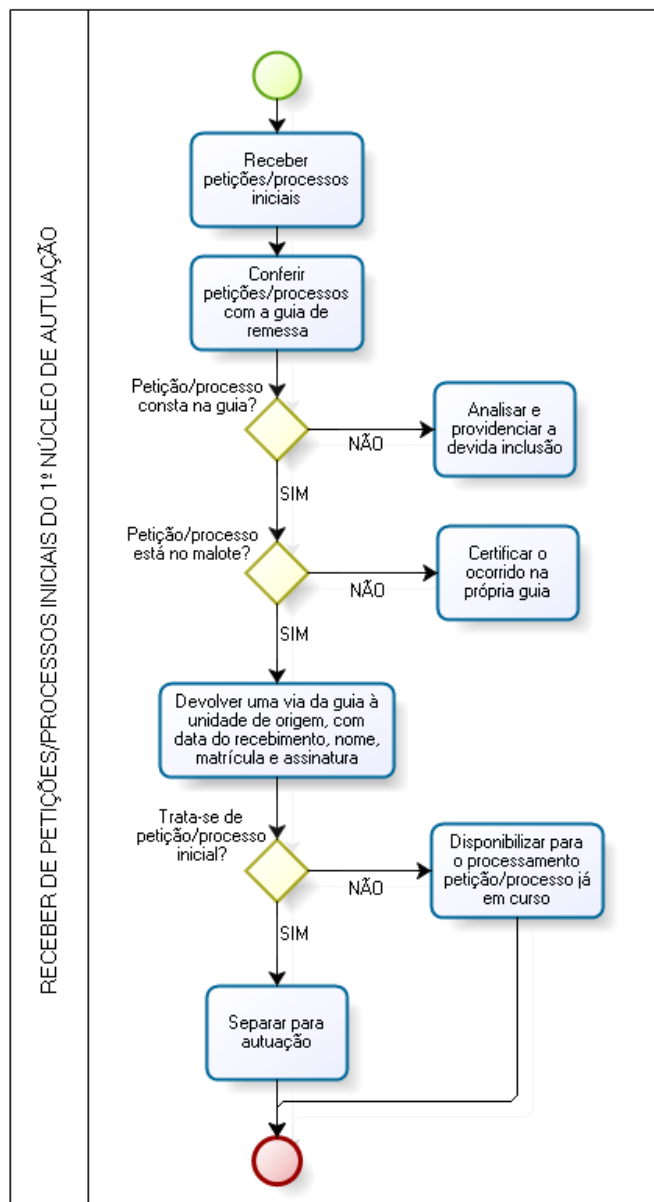 RECEBER DE PETIÇÕES/PROCESSOS INICIAIS DO 1º NÚCLEO DE AUTUAÇÃO
Receber
petições/processos
iniciais
Conferir
petições/processos
com a guia de
remessa
Petição/processo
consta na guia?
NÃO
Analisar e
providenciar a
devida inclusão
SIM
Petição/processo
está no malote?
NÃO
Certificar o
ocorrido na
própria guia
SIM
Devolver uma via da guia à
unidade de origem, com
data do recebimento, nome,
matrícula e assinatura
Trata-se de
petição/processo
inicial?
NÃO
Disponibilizar para
o processamento
petição/processo já
em curso
SIM
Separar para
autuação